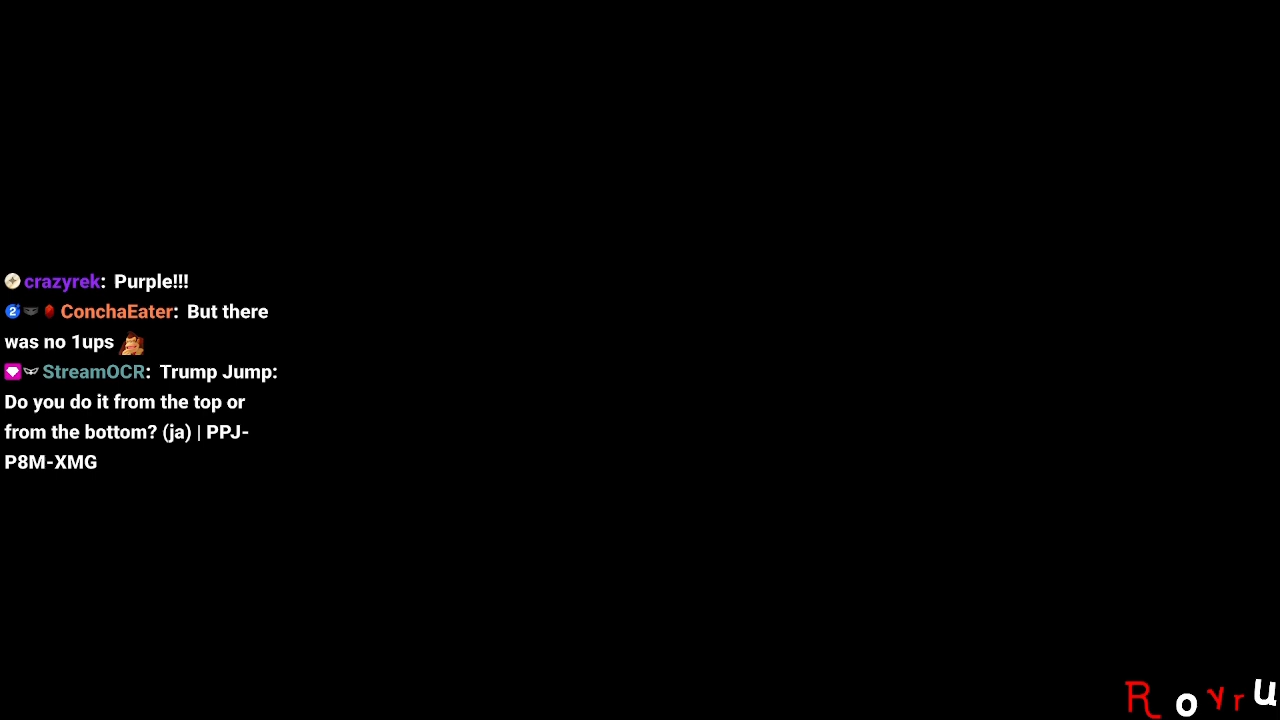 crazyrek: Purple!!!
ConchaEater: But there
was no 1ups
StreamOCR: Trump Jump:
Do you do it from the top or
from the bottom? (ja) | PPJ-
P8M-XMG
Royru